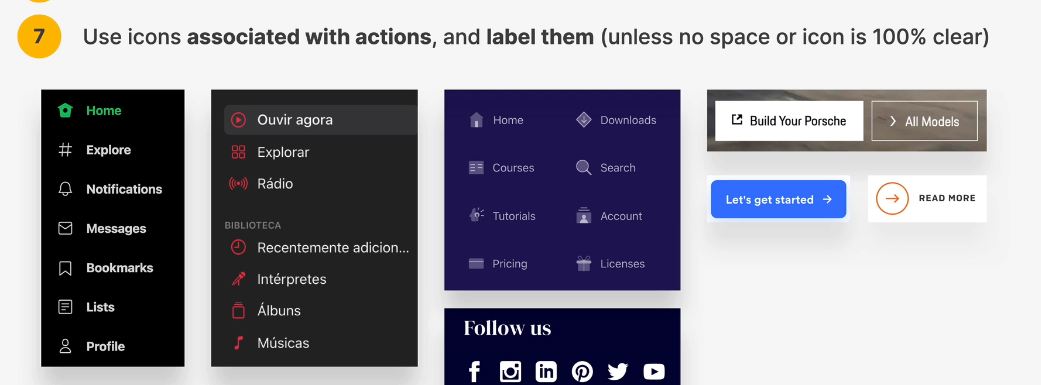 7
Use icons associated with actions, and label them (unless no space or icon is 100% clear)
Home
Explore
Notifications
Messages
Bookmarks
Lists
Profile
Ouvir agora
Explorar
Rádio
BIBLIOTECA
Recentemente adicion...
Intérpretes
Álbuns
Músicas
Home
Downloads
Courses
Search
Tutorials
Account
Pricing
Licenses
Follow us
Build Your Porsche
All Models
Let's get started
READ MORE